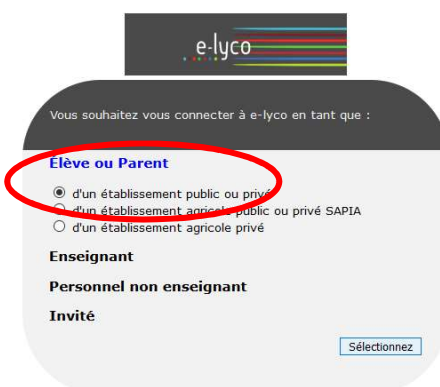 e-lyco
Vous souhaitez vous connecter à e-lyco en tant que :
Élève ou Parent
d'un établissement public ou privé
d'un établissement agricole public ou privé SAPIA
d'un établissement agricole privé
Enseignant
Personnel non enseignant
Invité
Sélectionnez